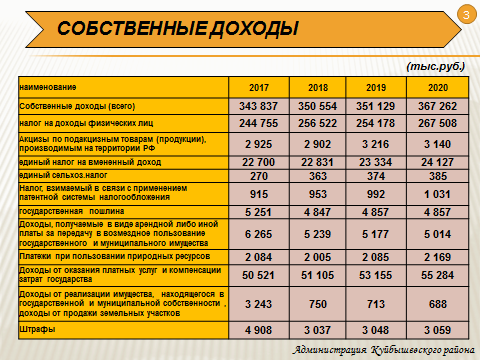 3
СОБСТВЕННЫЕ ДОХОДЫ
(тыс.руб.)
наименование 2017 2018 2019 2020
Собственные доходы (всего) 343 837 350 554 351 129 367 262
налог на доходы физических лиц 244 755 256 522 254 178 267 508
Акцизы по подакцизным товарам (продукции),
производимым на территории РФ 2 925 2 902 3 216 3 140
единый налог на вмененный доход 22 700 22 831 23 334 24 127
единый сельхоз.налог 270 363 374 385
Налог, взимаемый в связи с применением
патентной системы налогообложения 915 953 992 1 031
государственная пошлина 5 251 4 847 4 857 4 857
Доходы, получаемые в виде арендной либо иной
платы за передачу в возмездное пользование
государственного и муниципального имущества 6 265 5 239 5 177 5 014
Платежи при пользовании природных ресурсов 2 084 2 005 2 085 2 169
Доходы от оказания платных услуг и компенсации
затрат государства 50 521 51 105 53 155 55 284
Доходы от реализации имущества, находящегося в
государственной и муниципальной собственности ,
доходы от продажи земельных участков 3 243 750 713 688
Штрафы 4 908 3 037 3 048 3 059
Администрация Куйбышевского района